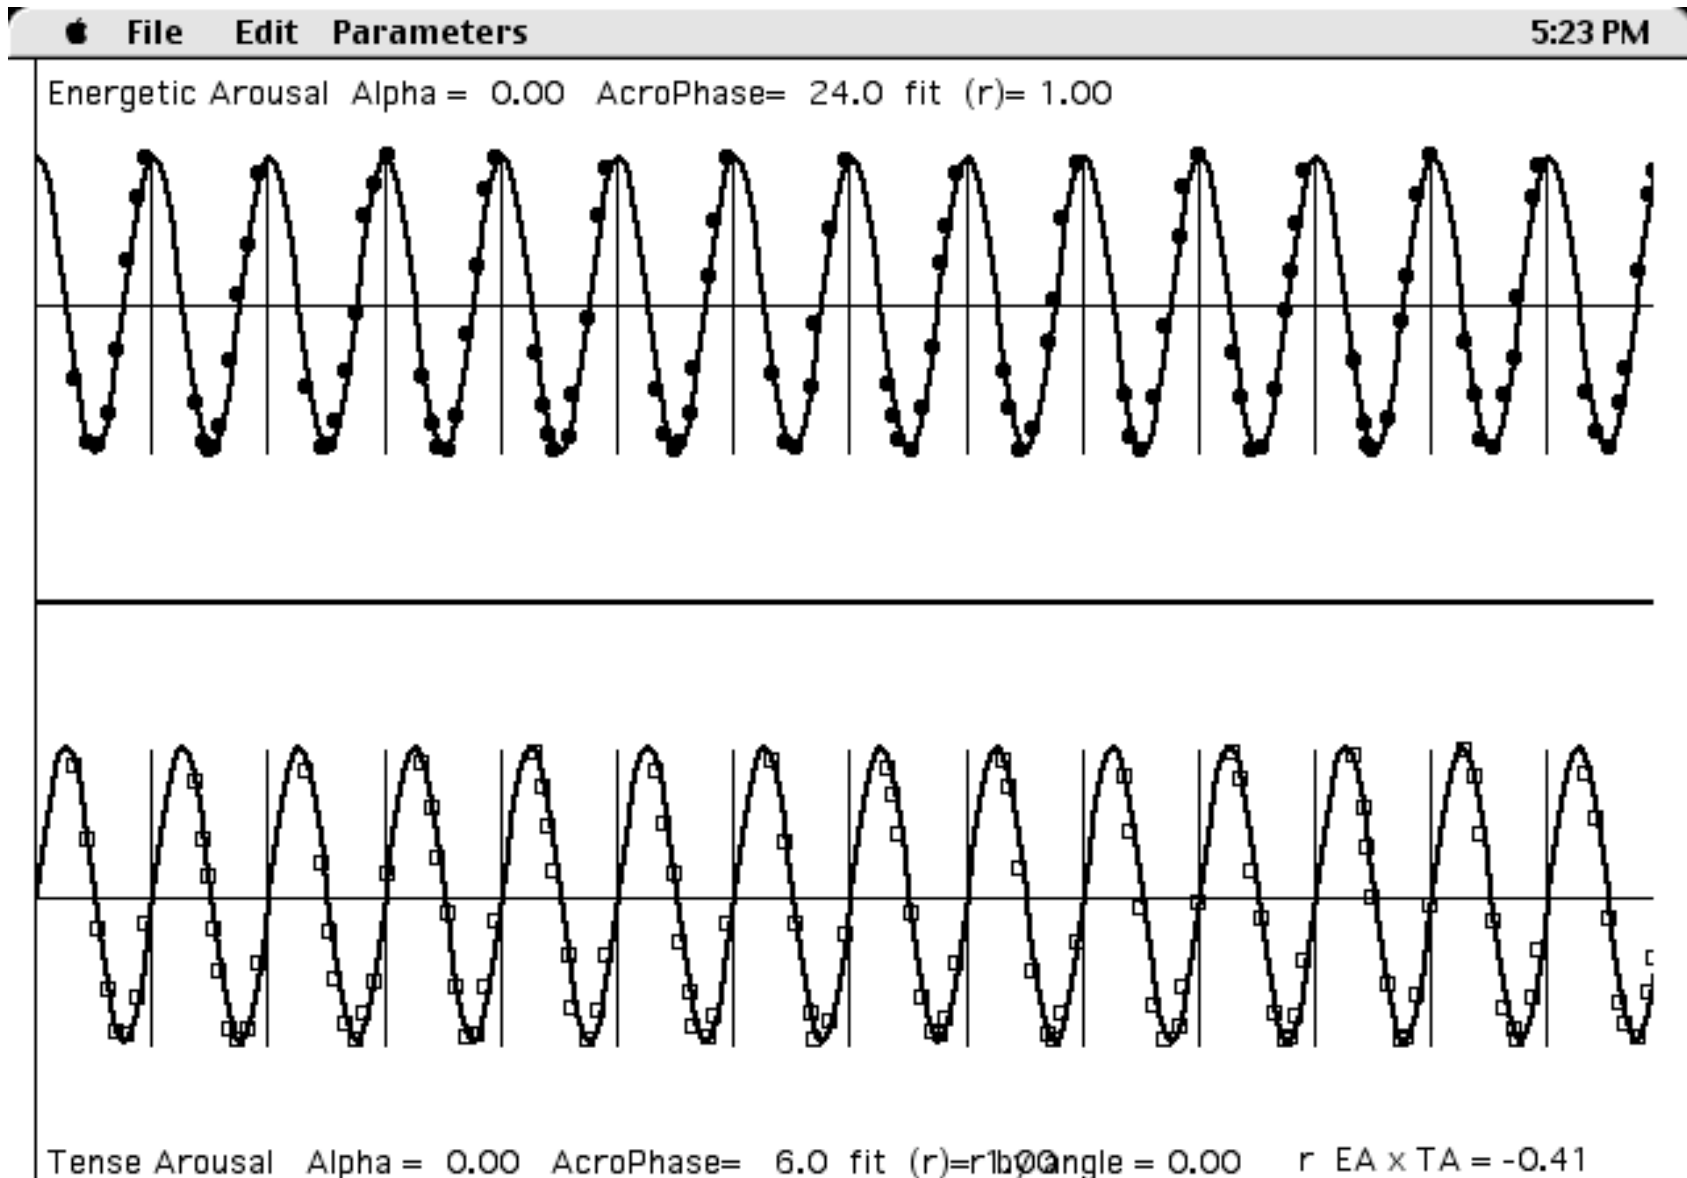 File Edit Parameters 5:23 PM
Energetic Arousal Alpha = 0.00 AcroPhase= 24.0 fit (r)= 1.00
Tense Arousal Alpha = 0.00 AcroPhase= 6.0 fit (r)= angle = 0.00 r EA x TA = -0.41